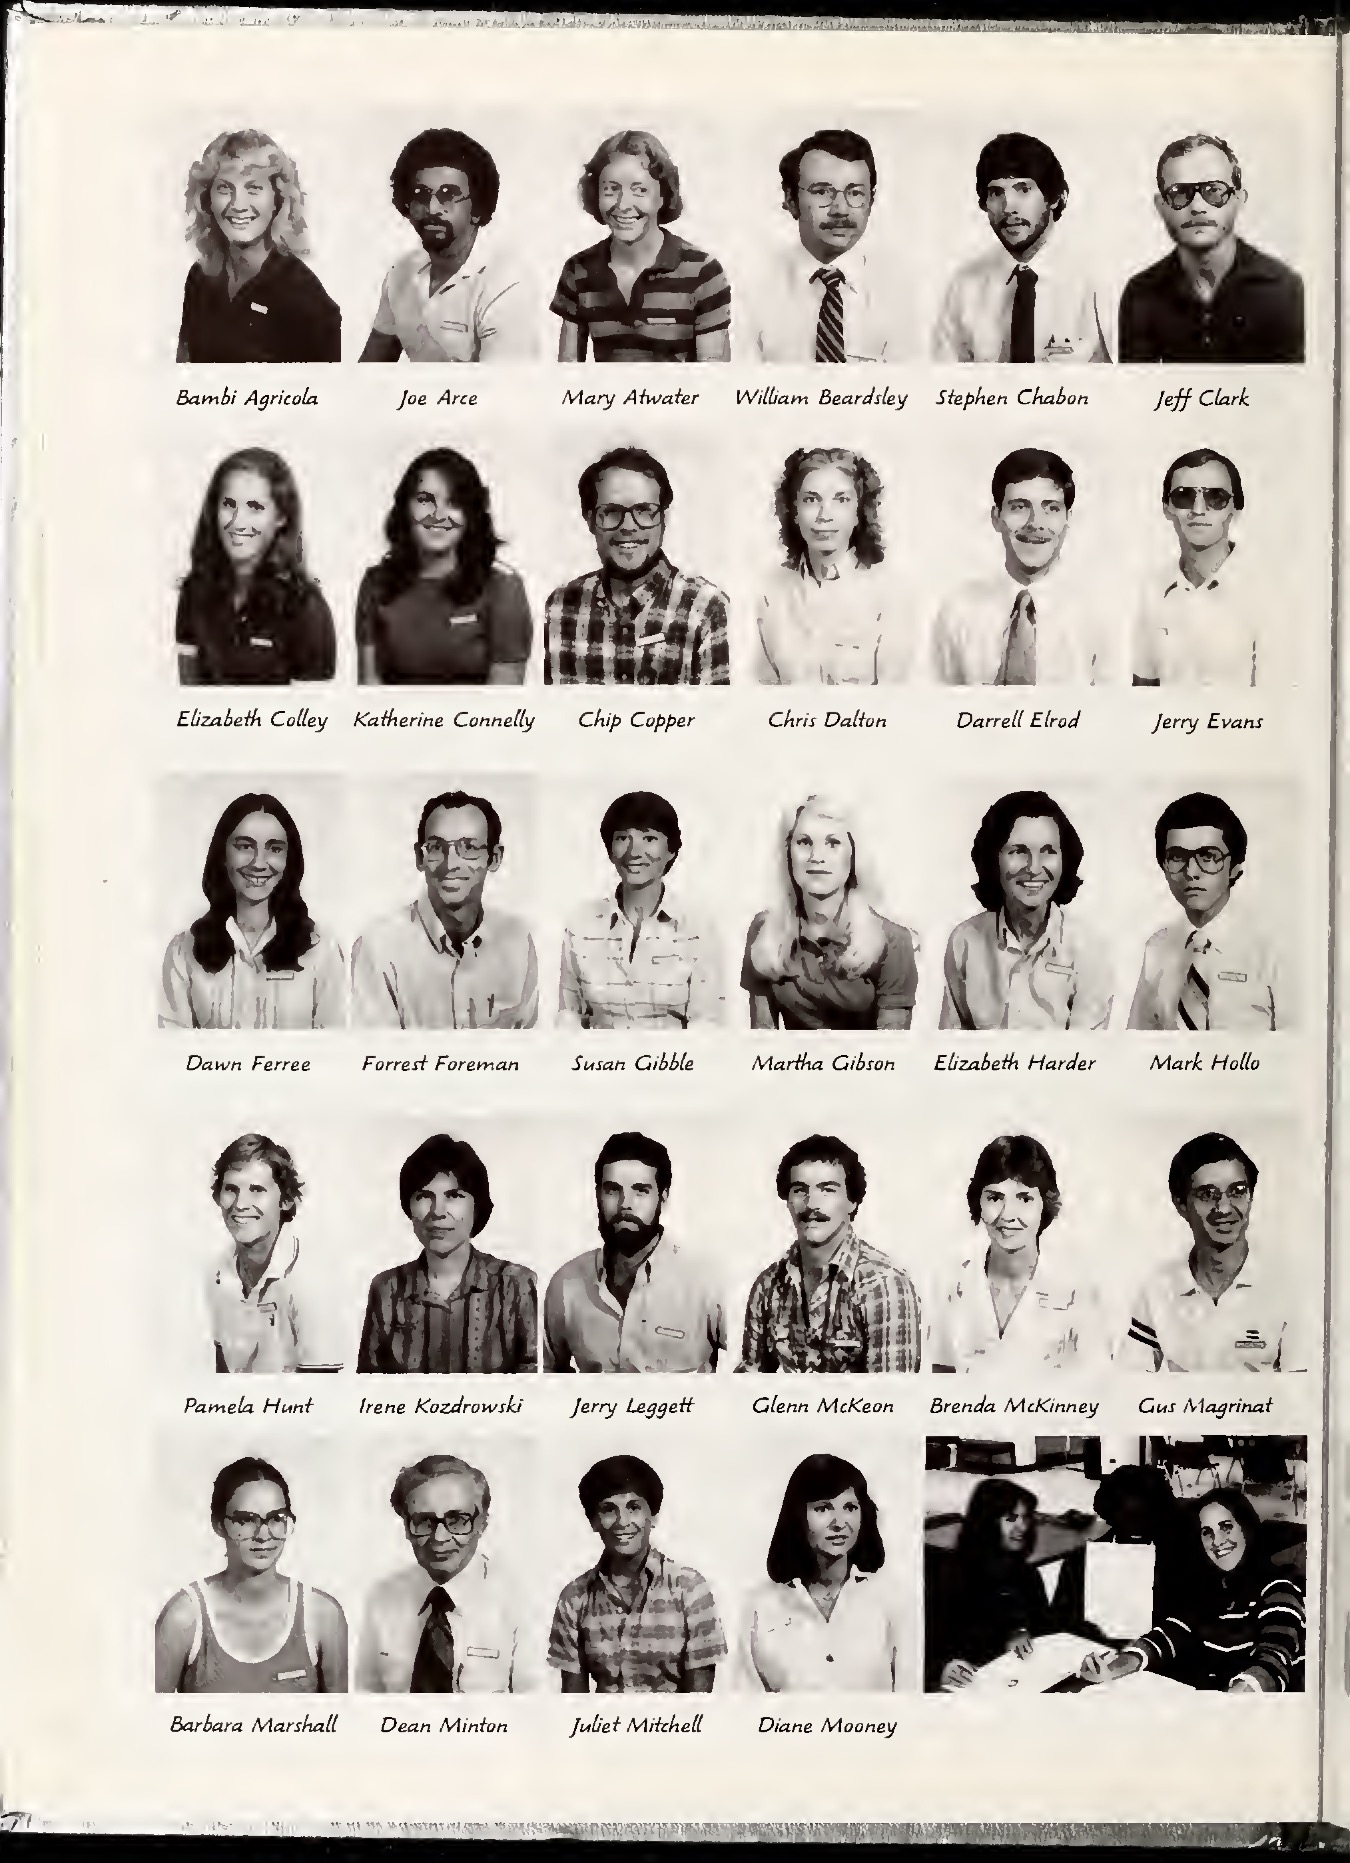 Bambi Agricola Joe Arce Mary Atwater William Beardsley Stephen Chabon Jeff Clark
Elizabeth Colley Katherine Connelly Chip Copper Chris Dalton Darrell Elrod Jerry Evans
Dawn Ferree Forrest Foreman Susan Gibble Martha Gibson Elizabeth Harder Mark Hollo
Pamela Hunt Irene Kozdrowski Jerry Leggett Glenn McKeon Brenda McKinney Gus Magrinat
Barbara Marshall Dean Minton Juliet Mitchell Diane Mooney